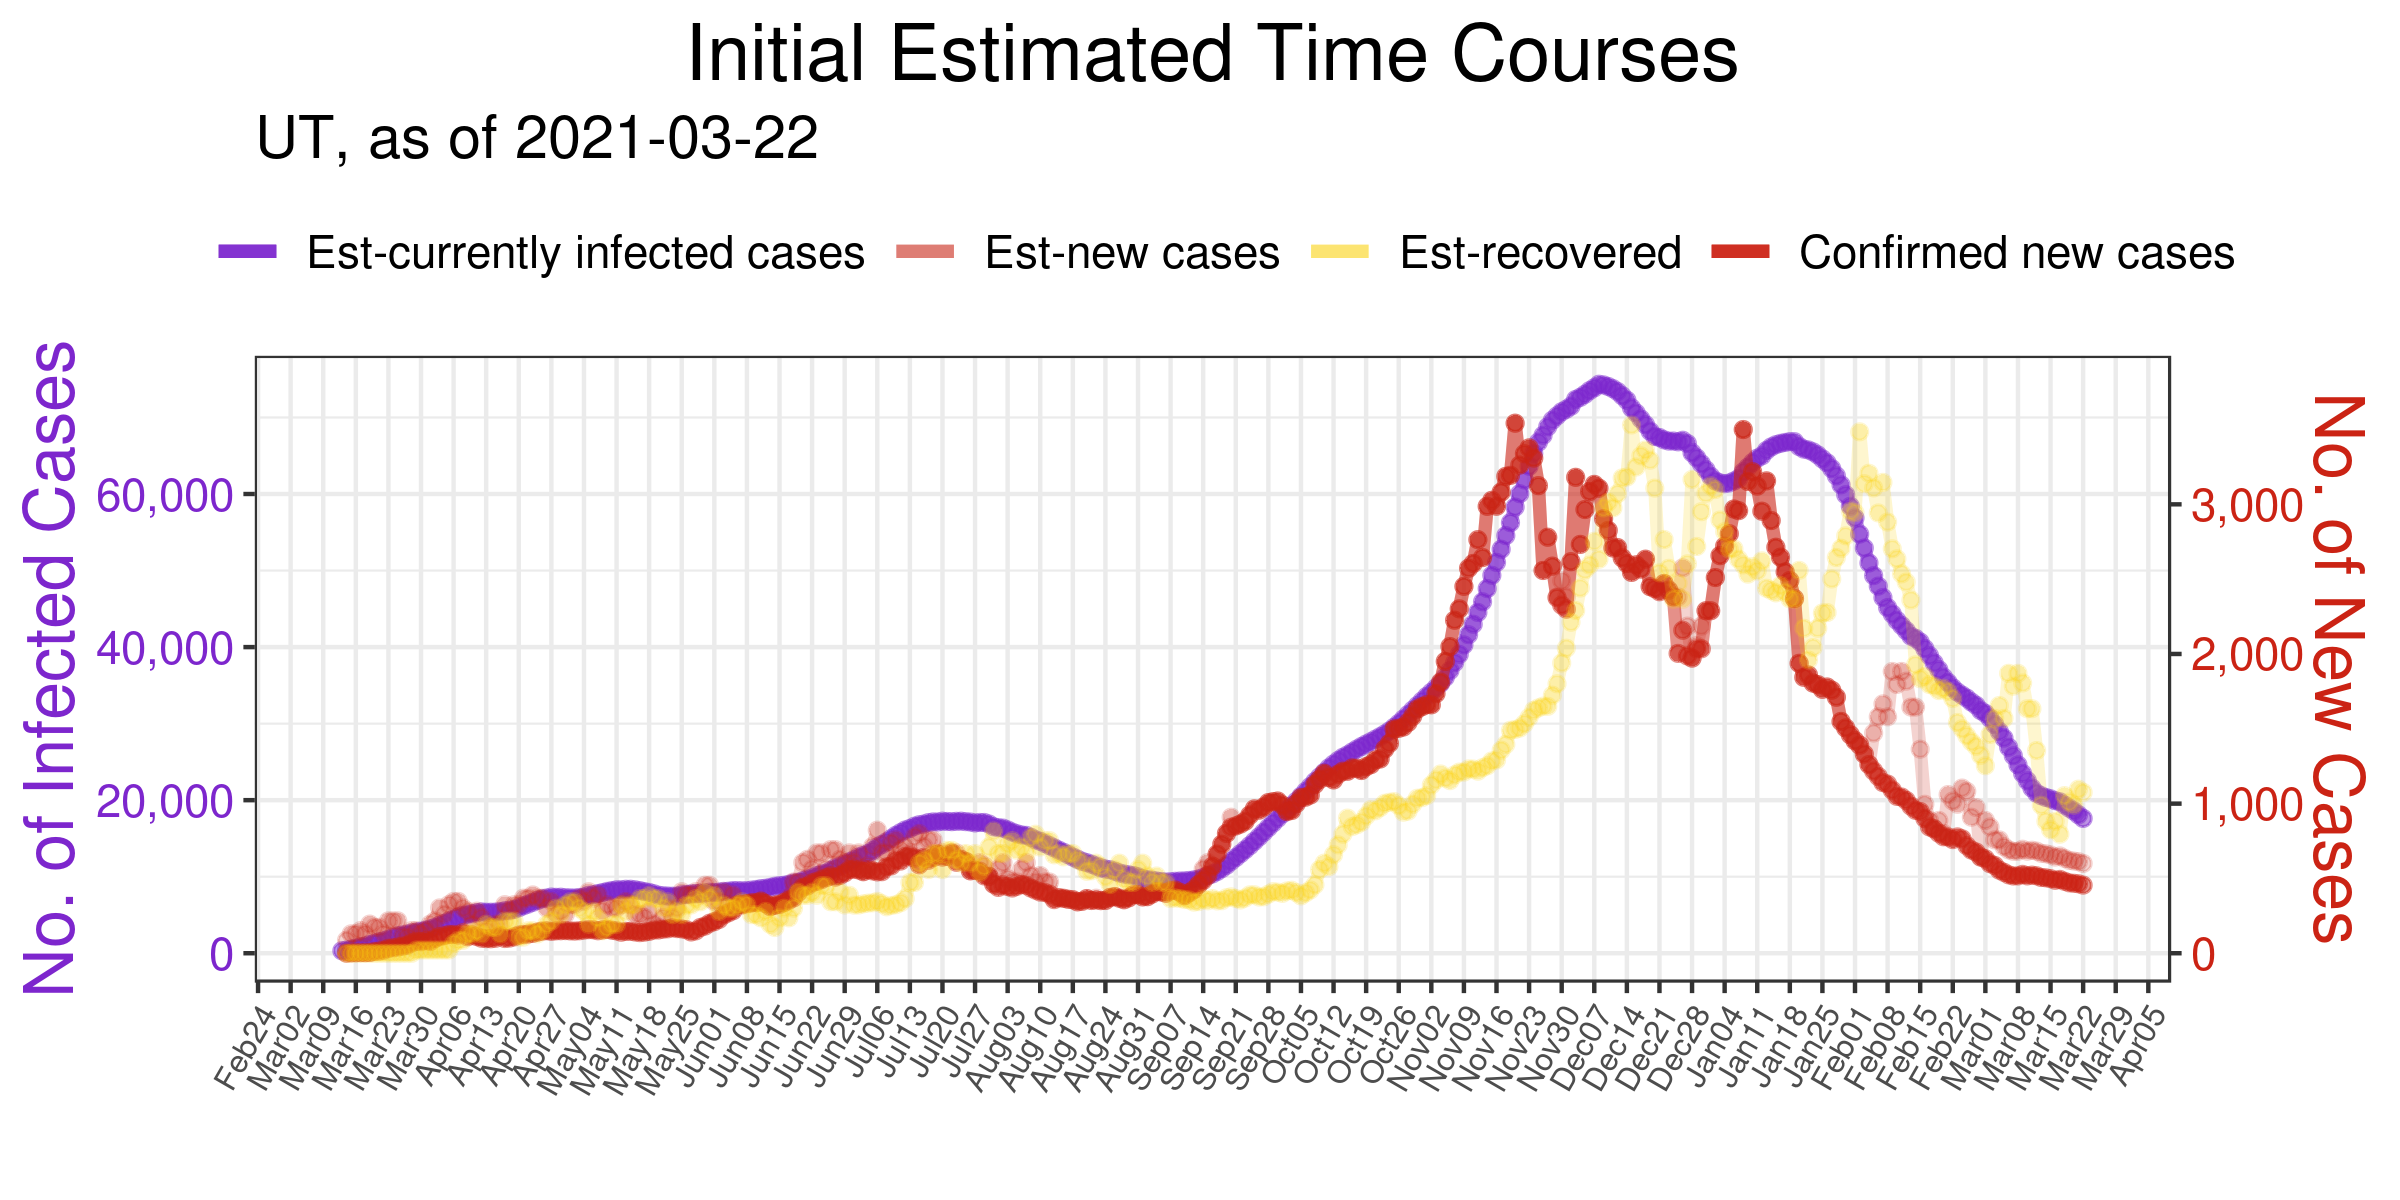 Initial Estimated Time Courses
UT, as of 2021-03-22
Est-currently infected cases Est-new cases Est-recovered Confirmed new cases
No. of Infected Cases
60,000
40,000
20,000
0
3,000
2,000
1,000
0
No. of New Cases
Feb24 Mar02 Mar09 Mar16 Mar23 Mar30 Apr06 Apr13 Apr20 Apr27 May04 May11 May18 May25 Jun01 Jun08 Jun15 Jun22 Jun29 Jul06 Jul13 Jul20 Jul27 Aug03 Aug10 Aug17 Aug24 Aug31 Sep07 Sep14 Sep21 Sep28 Oct05 Oct12 Oct19 Oct26 Nov02 Nov09 Nov16 Nov23 Nov30 Dec07 Dec14 Dec21 Dec28 Jan04 Jan11 Jan18 Jan25 Feb01 Feb08 Feb15 Feb22 Mar01 Mar08 Mar15 Mar22 Mar29 Apr05